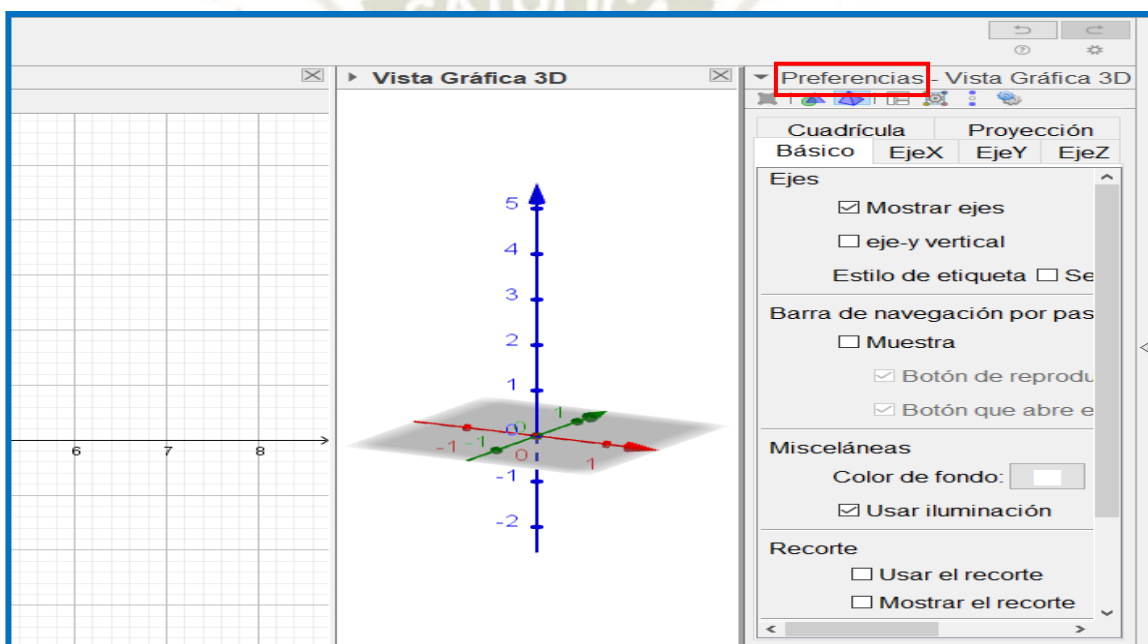 Vista Gráfica 3D
Preferencias - Vista Gráfica 3D
Cuadrícula Proyección
Básico EjeX EjeY EjeZ
Ejes
Mostrar ejes
eje-y vertical
Estilo de etiqueta Se
Barra de navegación por pas
Muestra
Botón de reprodu
Botón que abre e
Misceláneas
Color de fondo:
Usar iluminación
Recorte
Usar el recorte
Mostrar el recorte
5
4
3
2
1
0
-1
-2
-1 0 1
-1 0 1
6 7 8